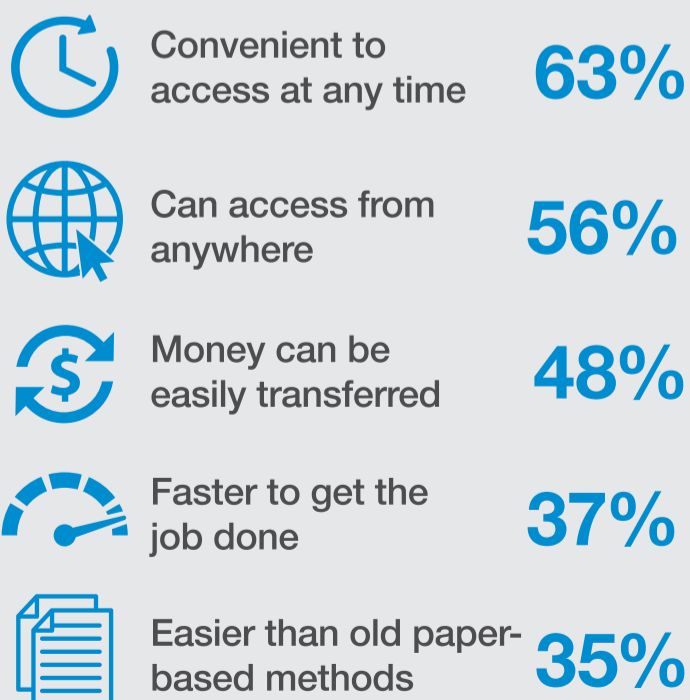 Convenient to
access at any time
63%
Can access from
anywhere
56%
$
Money can be
easily transferred
48%
Faster to get the
job done
37%
Easier than old paper-
based methods
35%